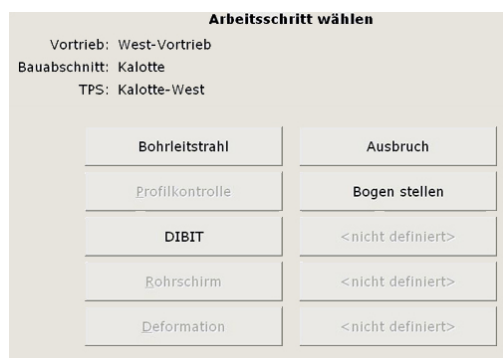 Arbeitsschritt wählen
Vortrieb: West-Vortrieb
Bauabschnitt: Kalotte
TPS: Kalotte-West
Bohrleitstrahl
Ausbruch
Profilkontrolle
Bogen stellen
DIBIT
<nicht definiert>
Rohrschirm
<nicht definiert>
Deformation
<nicht definiert>